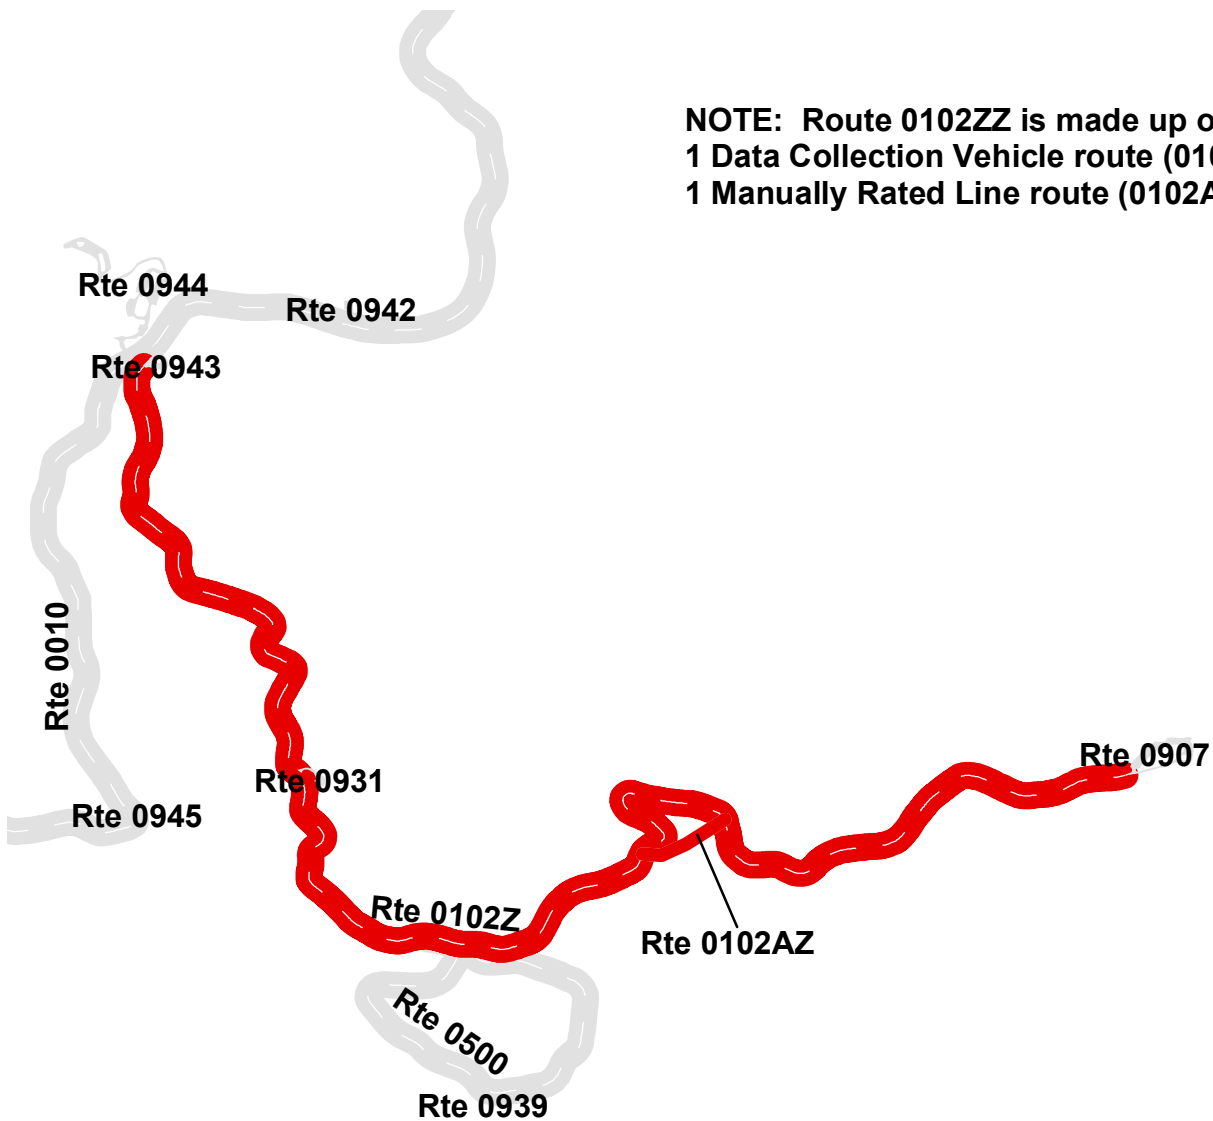 NOTE: Route 0102ZZ is made up
1 Data Collection Vehicle route
1 Manually Rated Line route
Rte 0944
Rte 0942
Rte 0943
Rte 0010
Rte 0931
Rte 0907
Rte 0945
Rte 0102Z
Rte 0102AZ
Rte 0500
Rte 0939